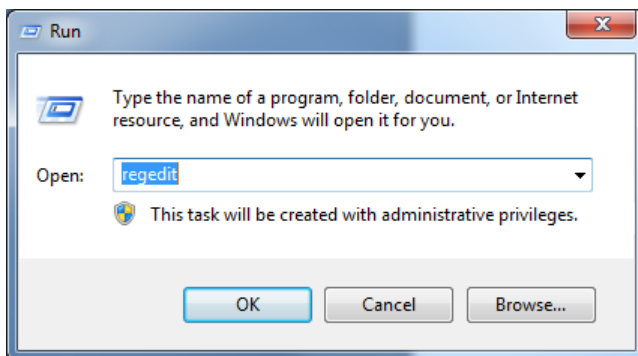 Run
Type the name of a program, folder, document, or Internet
resource, and Windows will open it for you.
Open:
regedit
This task will be created with administrative privileges.
OK
Cancel
Browse...